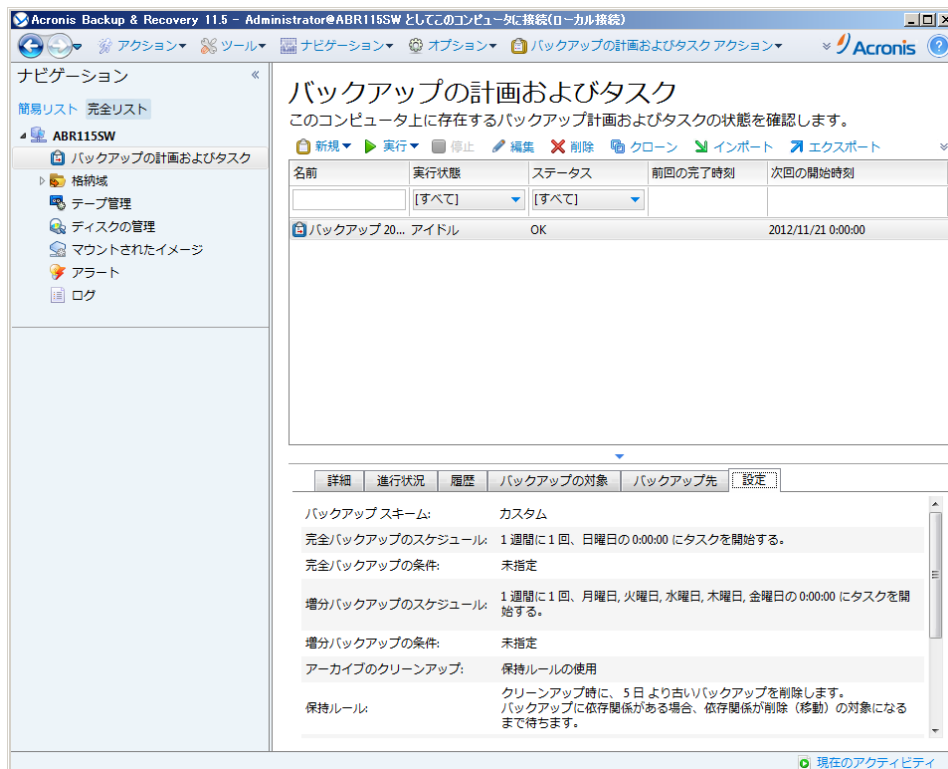 Acronis Backup & Recovery 11.5 - Administrator@ABR115SW としてこのコンピュータに接続(ローカル接続)
アクション ツール ナビゲーション オプション バックアップの計画およびタスク アクション Acronis
ナビゲーション
簡易リスト 完全リスト
ABR115SW
バックアップの計画およびタスク
格納域
テープ管理
ディスクの管理
マウントされたイメージ
アラート
ログ
バックアップの計画およびタスク
このコンピュータ上に存在するバックアップ計画およびタスクの状態を確認します。
新規 実行 停止 編集 削除 クローン インポート エクスポート
名前 実行状態 ステータス 前回の完了時刻 次回の開始時刻
[すべて] [すべて]
バックアップ 20... アイドル OK 2012/11/21 0:00:00
詳細 進行状況 履歴 バックアップの対象 バックアップ先 設定
バックアップ スキーム: カスタム
完全バックアップのスケジュール: 1 週間に 1 回、日曜日の 0:00:00 にタスクを開始する。
完全バックアップの条件: 未指定
増分バックアップのスケジュール: 1 週間に 1 回、月曜日, 火曜日, 水曜日, 木曜日, 金曜日の 0:00:00 にタスクを開
始する。
増分バックアップの条件: 未指定
アーカイブのクリーンアップ: 保持ルールの使用
保持ルール: クリーンアップ時に、 5 日 より古いバックアップを削除します。
バックアップに依存関係がある場合、依存関係が削除（移動）の対象になる
まで待ちます。
現在のアクティビティ